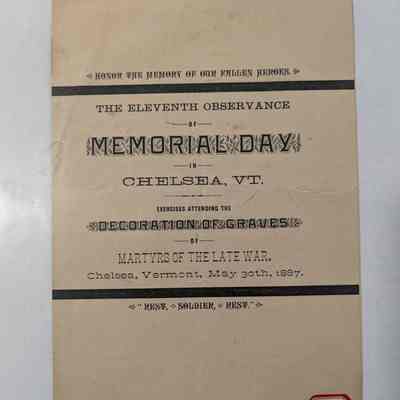 HONOR THE MEMORY OF OUR FALLEN HEROES.
THE ELEVENTH OBSERVANCE
OF
MEMORIAL DAY
IN
CHELSEA, VT.
EXERCISES ATTENDING THE
DECORATION OF GRAVES
OF
MARTYRS OF THE LATE WAR.
Chelsea, Vermont, May 30th, 1887.
"REST, SOLDIER, REST."